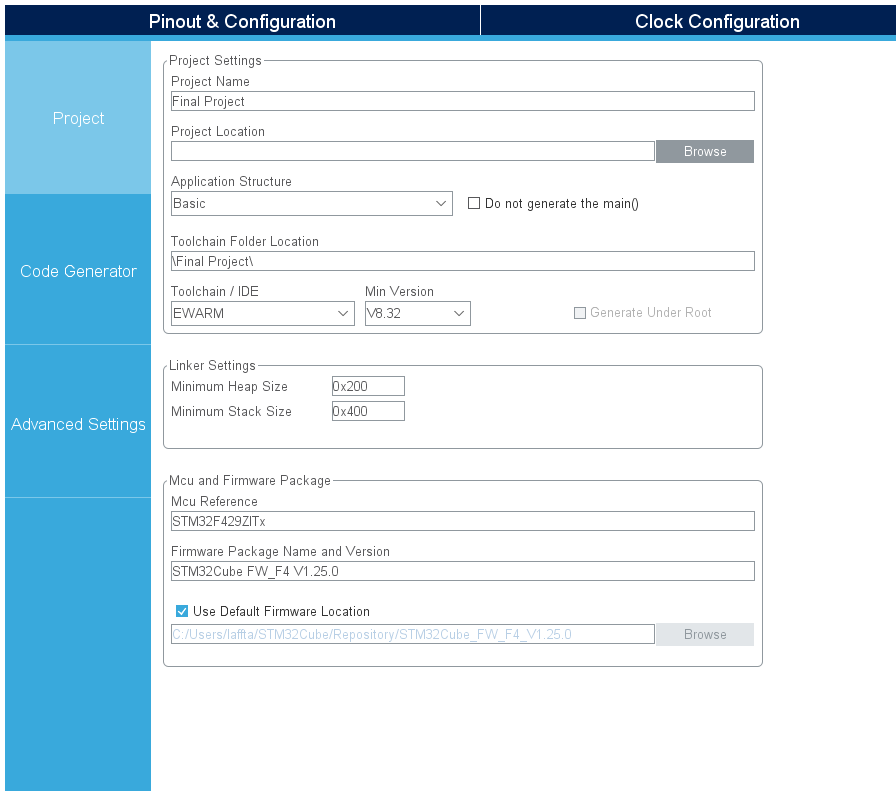 Pinout & Configuration
Clock Configuration
Project
Code Generator
Advanced Settings
Project Settings
Project Name
Final Project
Project Location
Browse
Application Structure
Basic
Do not generate the main()
Toolchain Folder Location
\Final Project\
Toolchain / IDE
Min Version
EWARM
V8.32
Generate Under Root
Linker Settings
Minimum Heap Size
0x200
Minimum Stack Size
0x400
Mcu and Firmware Package
Mcu Reference
STM32F429ZITx
Firmware Package Name and Version
STM32Cube FW_F4 V1.25.0
Use Default Firmware Location
C:/Users/laffta/STM32Cube/Repository/STM32Cube_FW_F4_V1.25.0
Browse